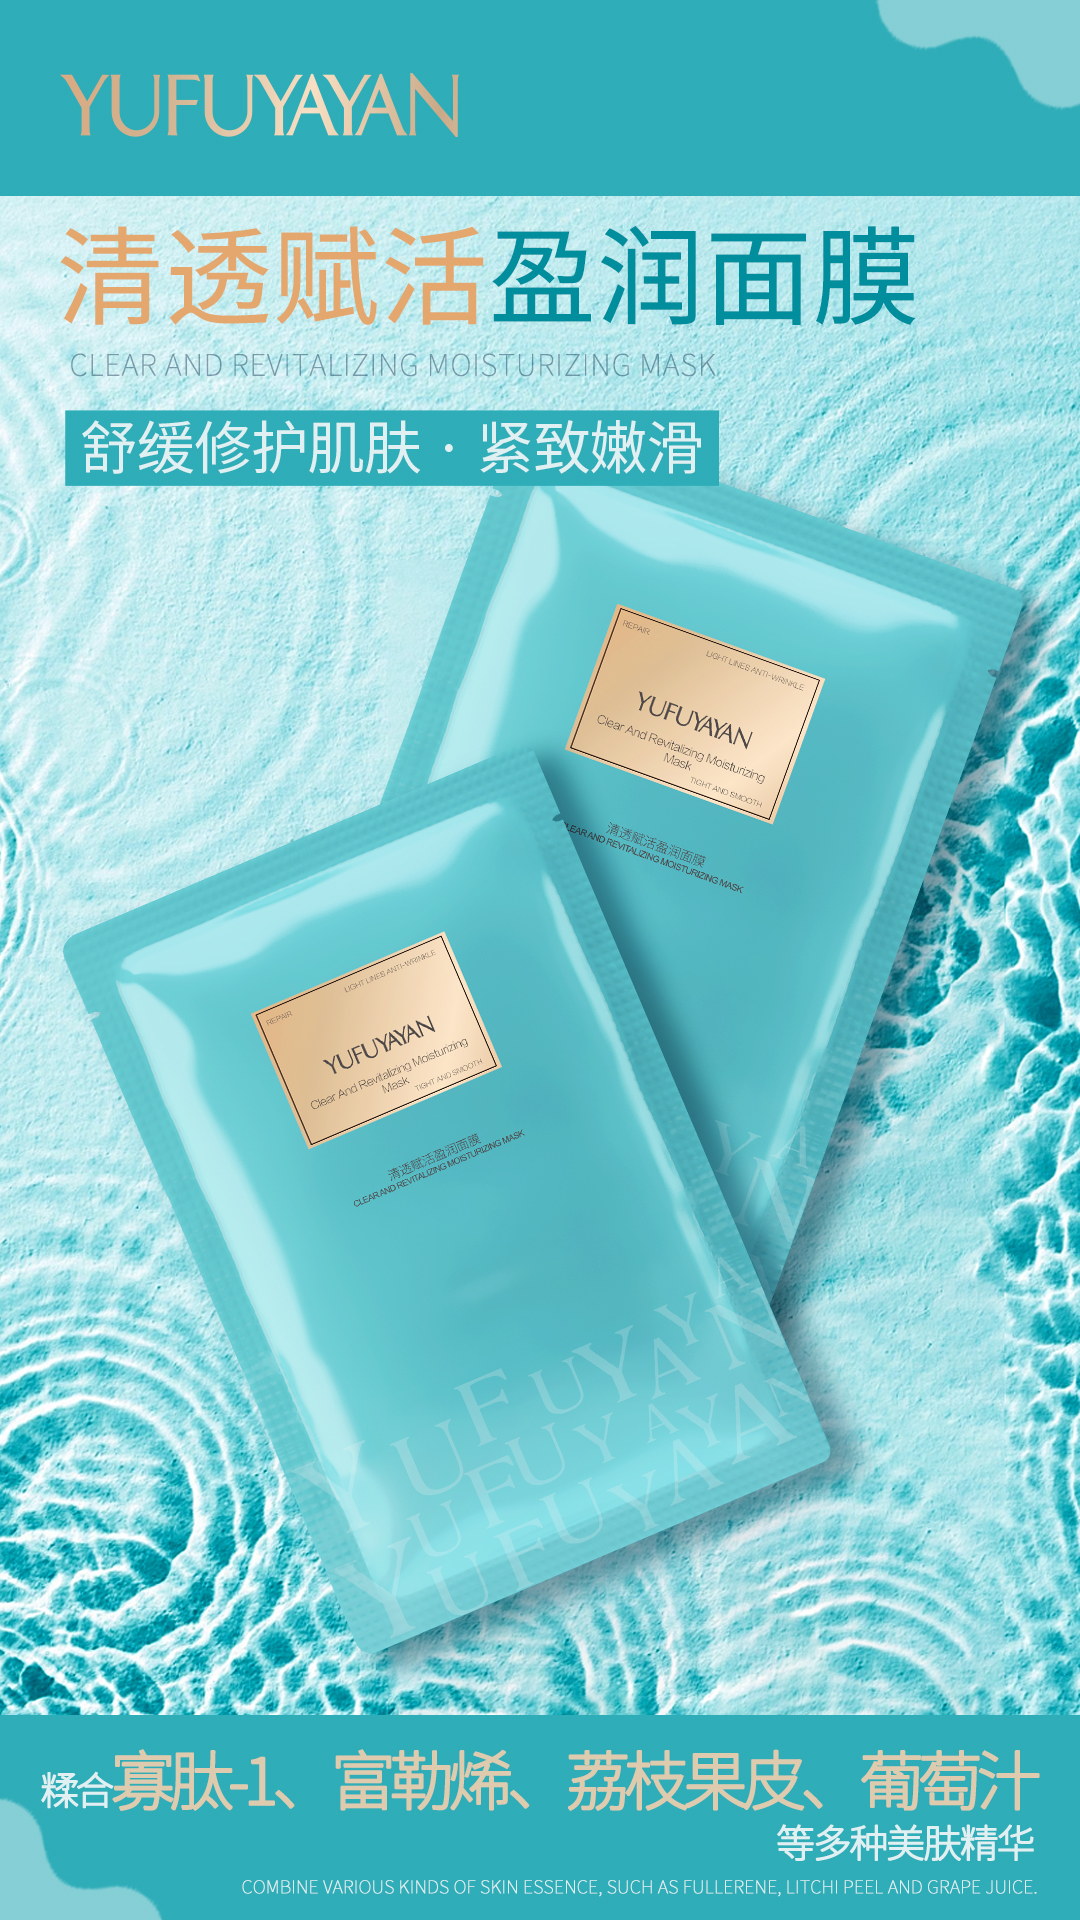 YUFUYAYAN
清透赋活盈润面膜
CLEAR AND REVITALIZING MOISTURIZING MASK
舒缓修护肌肤 · 紧致嫩滑
REPAIR
LIGHT LINES ANTI-WRINKLE
YUFUYAYAN
Clear And Revitalizing Moisturizing
Mask
TIGHT AND SMOOTH
清透赋活盈润面膜
CLEAR AND REVITALIZING MOISTURIZING MASK
REPAIR
LIGHT LINES ANTI-WRINKLE
YUFUYAYAN
Clear And Revitalizing Moisturizing
Mask
TIGHT AND SMOOTH
清透赋活盈润面膜
CLEAR AND REVITALIZING MOISTURIZING MASK
YUFUYAYAN
YUFUYAYAN
YUFUYAYAN
糅合寡肽-1、富勒烯、荔枝果皮、葡萄汁
等多种美肤精华
COMBINE VARIOUS KINDS OF SKIN ESSENCE, SUCH AS FULLERENE, LITCHI PEEL AND GRAPE JUICE.